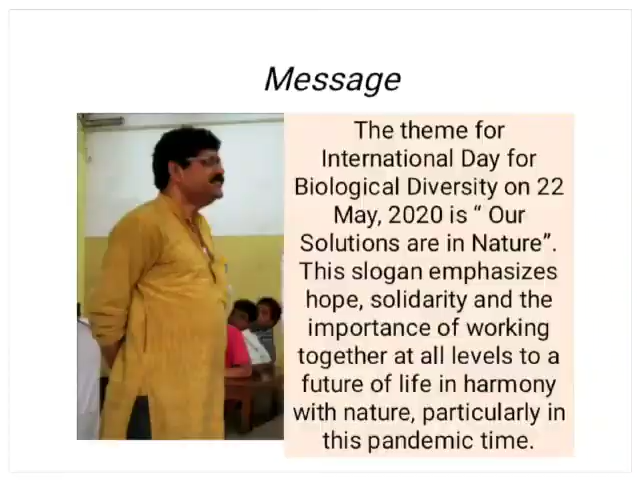 Message
The theme for
International Day for
Biological Diversity on 22
May, 2020 is “ Our
Solutions are in Nature”.
This slogan emphasizes
hope, solidarity and the
importance of working
together at all levels to a
future of life in harmony
with nature, particularly in
this pandemic time.